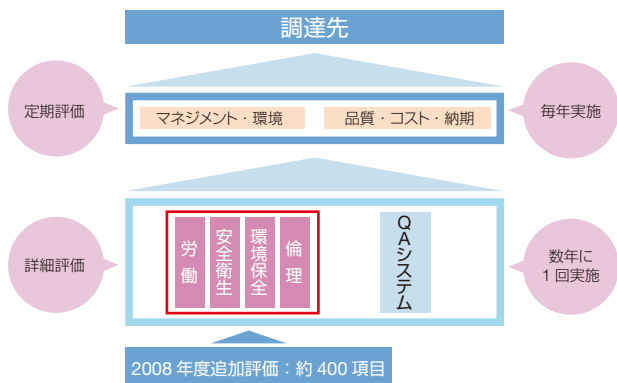 調達先
定期評価
マネジメント・環境
品質・コスト・納期
毎年実施
詳細評価
労働
安全衛生
環境保全
倫理
QAシステム
数年に
1回実施
2008年度追加評価：約400項目